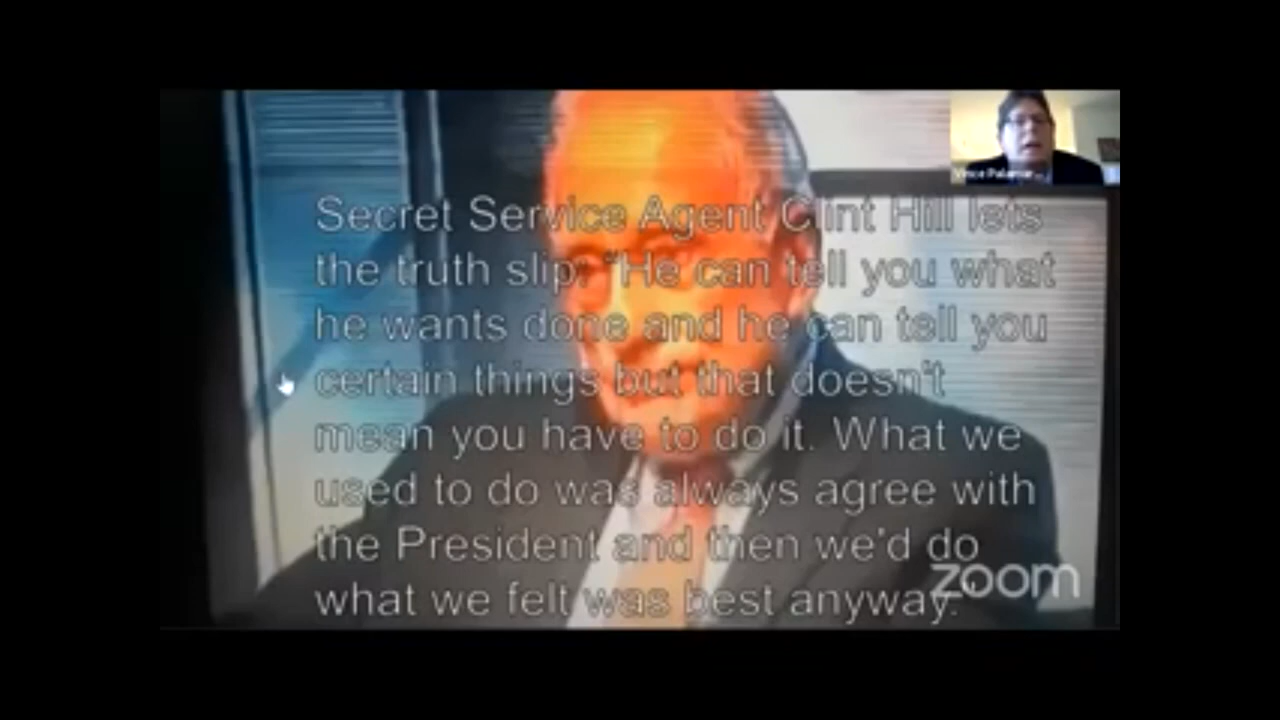 Secret Service Agent Clint Hill lets
the truth slip: “He can tell you what
he wants done and he can tell you
certain things but that doesn't
mean you have to do it. What we
used to do was always agree with
the President and then we'd do
what we felt was best anyway."
zoom
Vince